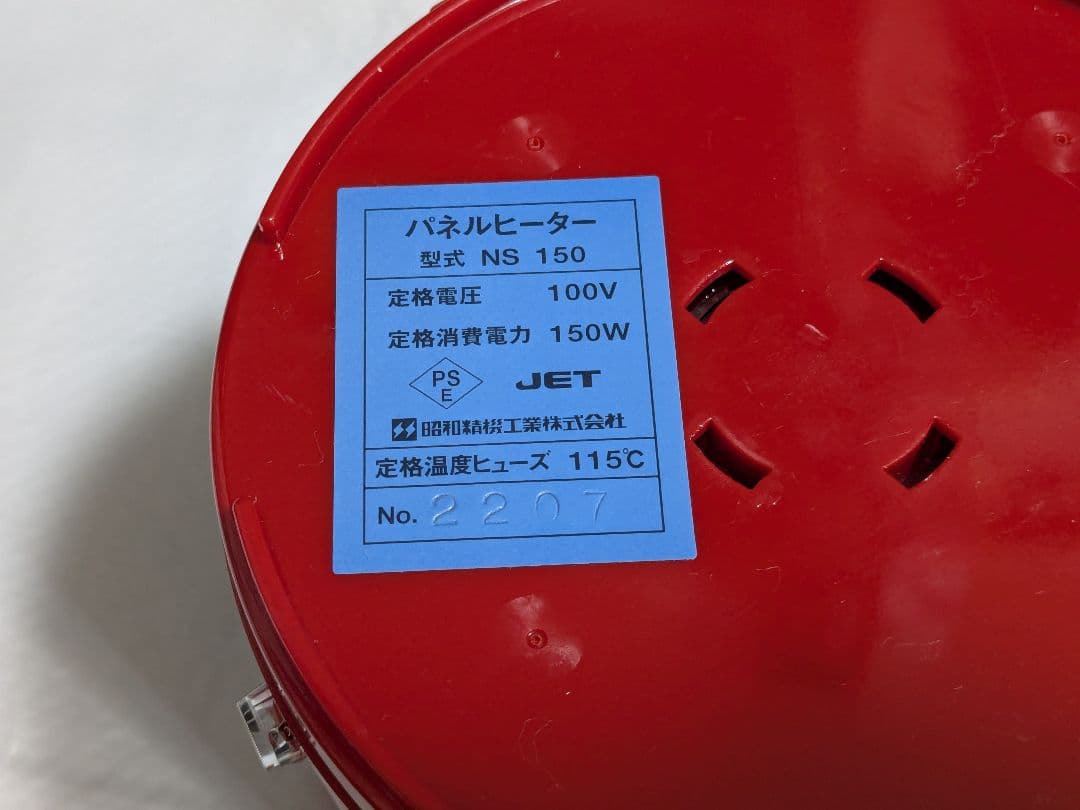 パネルヒーター
型式 NS 150
定格電圧 100V
定格消費電力 150W
PS
E
JET
昭和精機工業株式会社
定格温度ヒューズ 115℃
No. 2207